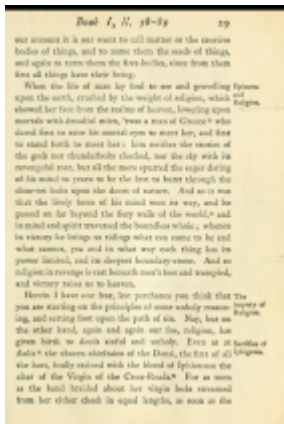 Book I, ll. 58-89 29
our account it is our wont to call matter or the creative
bodies of things, and to name them the seeds of things,
and again to term them the first-bodies, since from them
first all things have their being.
When the life of man lay foul to see and grovelling Epicurus
upon the earth, crushed by the weight of religion, which and
showed her face from the realms of heaven, lowering upon Religion.
mortals with dreadful mien, 'twas a man of Greece who
dared first to raise his mortal eyes to meet her, and first
to stand forth to meet her: him neither the stories of
the gods nor thunderbolts checked, nor the sky with its
revengeful roar, but all the more spurred the eager daring
of his mind to yearn to be the first to burst through the
close-set bolts upon the doors of nature. And so it was
that the lively force of his mind won its way, and he
passed on far beyond the fiery walls of the world, and
in mind and spirit traversed the boundless whole; whence
in victory he brings us tidings what can come to be and
what cannot, yea and in what way each thing has its
power limited, and its deepset boundary-stone. And so
religion in revenge is cast beneath men's feet and trampled,
and victory raises us to heaven.
Herein I have one fear, lest perchance you think that The
you are starting on the principles of some unholy reason- impiety of
ing, and setting foot upon the path of sin. Nay, but on Religion.
the other hand, again and again our foe, religion, has
given birth to deeds sinful and unholy. Even as at Sacrifice of
Aulis the chosen chieftains of the Danai, the first of all Iphigenia.
the host, foully stained with the blood of Iphianassa the
altar of the Virgin of the Cross-Roads. For as soon
as the band braided about her virgin locks streamed
from her either cheek in equal lengths, as soon as she